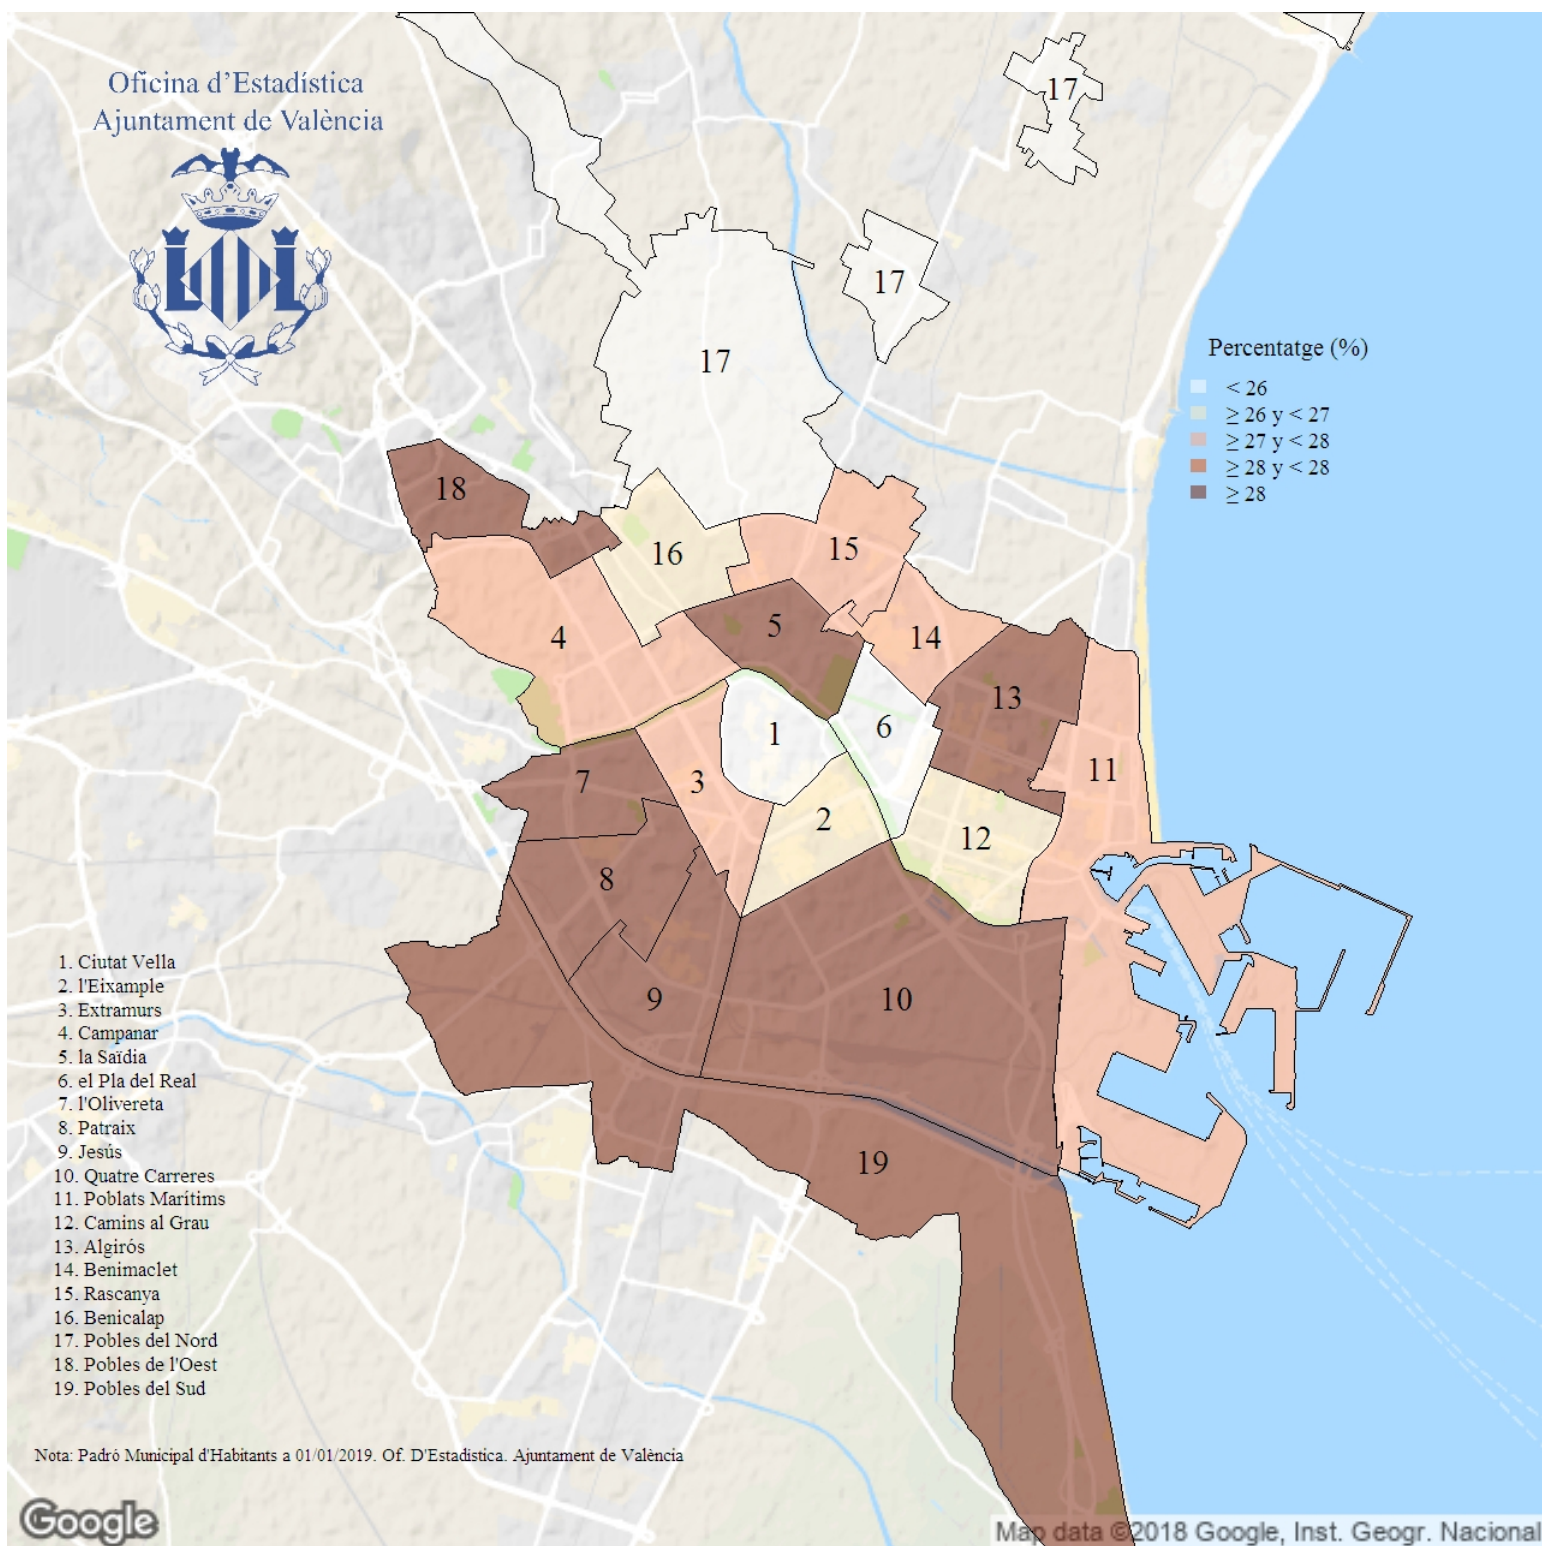 Oficina d’Estadística
Ajuntament de València
17
17
17
Percentatge (%)
< 26
≥ 26 y < 27
≥ 27 y < 28
≥ 28 y < 28
≥ 28
18
16
15
4
5
14
13
1
6
7
3
11
2
12
8
9
10
19
1. Ciutat Vella
2. l'Eixample
3. Extramurs
4. Campanar
5. la Saïdia
6. el Pla del Real
7. l'Olivereta
8. Patraix
9. Jesús
10. Quatre Carreres
11. Poblats Marítims
12. Camins al Grau
13. Algirós
14. Benimaclet
15. Rascanya
16. Benicalap
17. Pobles del Nord
18. Pobles de l'Oest
19. Pobles del Sud
Nota: Padró Municipal d'Habitants a 01/01/2019. Of. D'Estadística. Ajuntament de València
Google
Map data ©2018 Google, Inst. Geogr. Nacional